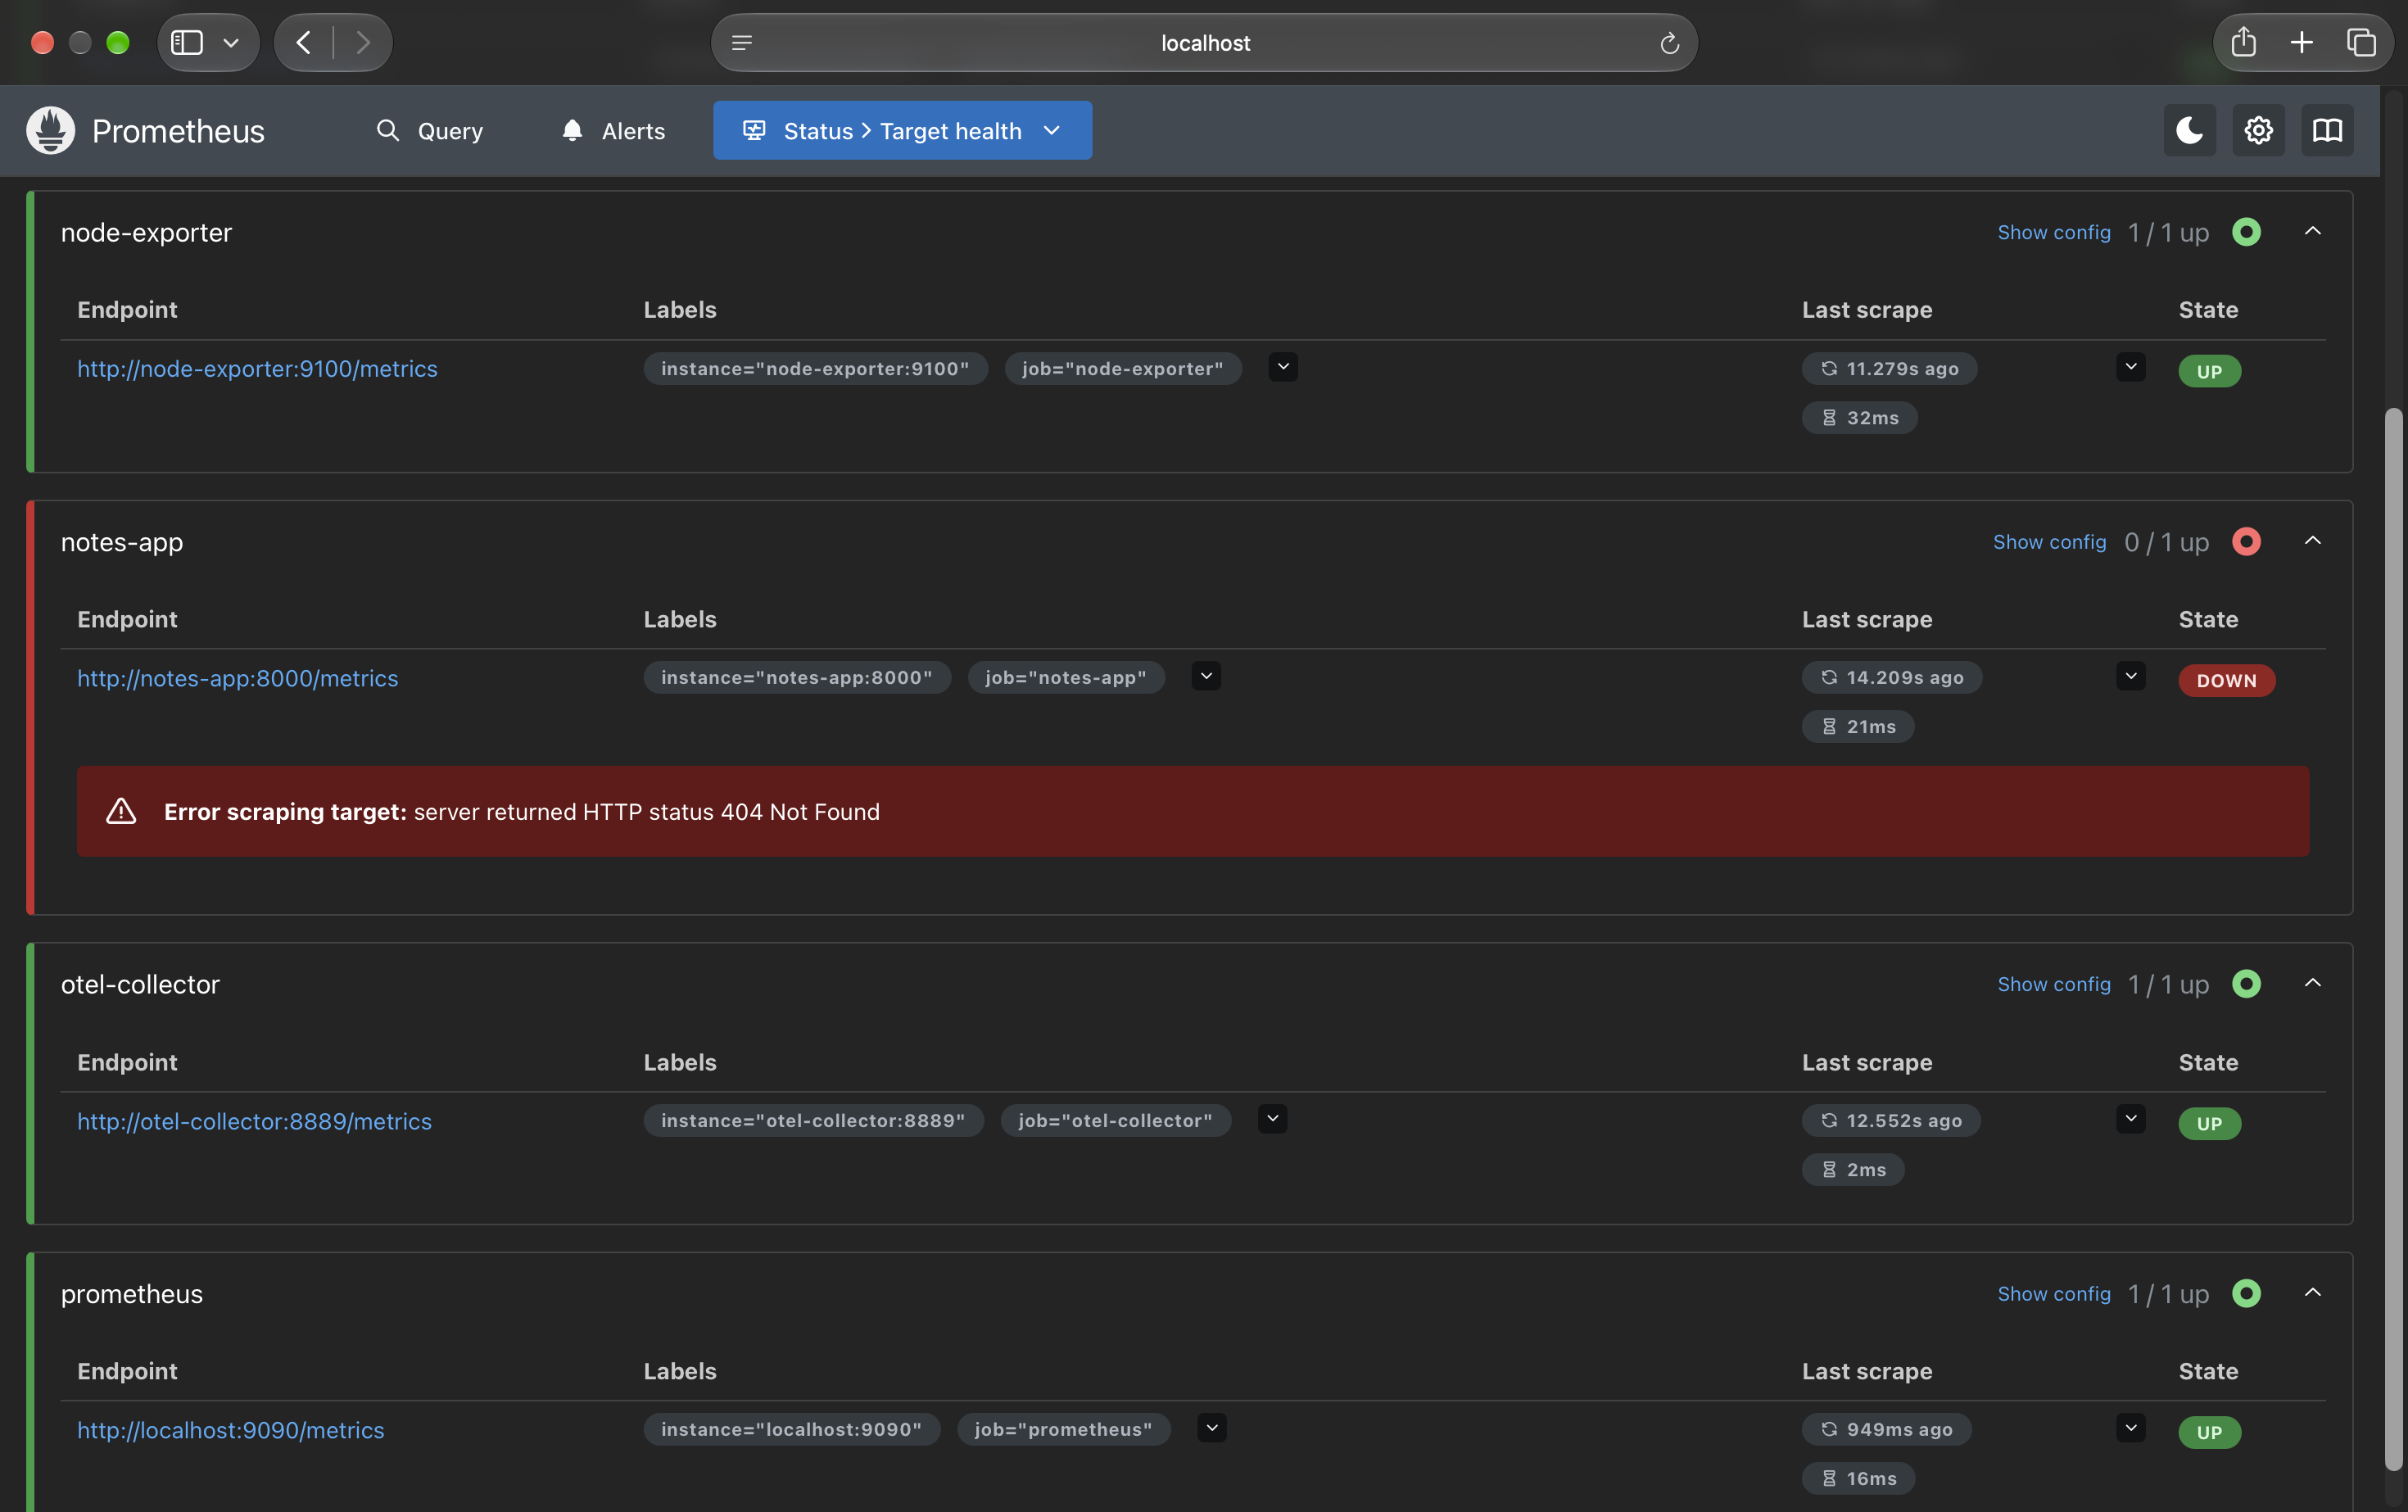 localhost
Prometheus Query Alerts Status > Target health
node-exporter Show config 1 / 1 up
Endpoint Labels Last scrape State
http://node-exporter:9100/metrics instance="node-exporter:9100" job="node-exporter" 11.279s ago UP
32ms
notes-app Show config 0 / 1 up
Endpoint Labels Last scrape State
http://notes-app:8000/metrics instance="notes-app:8000" job="notes-app" 14.209s ago DOWN
21ms
Error scraping target: server returned HTTP status 404 Not Found
otel-collector Show config 1 / 1 up
Endpoint Labels Last scrape State
http://otel-collector:8889/metrics instance="otel-collector:8889" job="otel-collector" 12.552s ago UP
2ms
prometheus Show config 1 / 1 up
Endpoint Labels Last scrape State
http://localhost:9090/metrics instance="localhost:9090" job="prometheus" 949ms ago UP
16ms